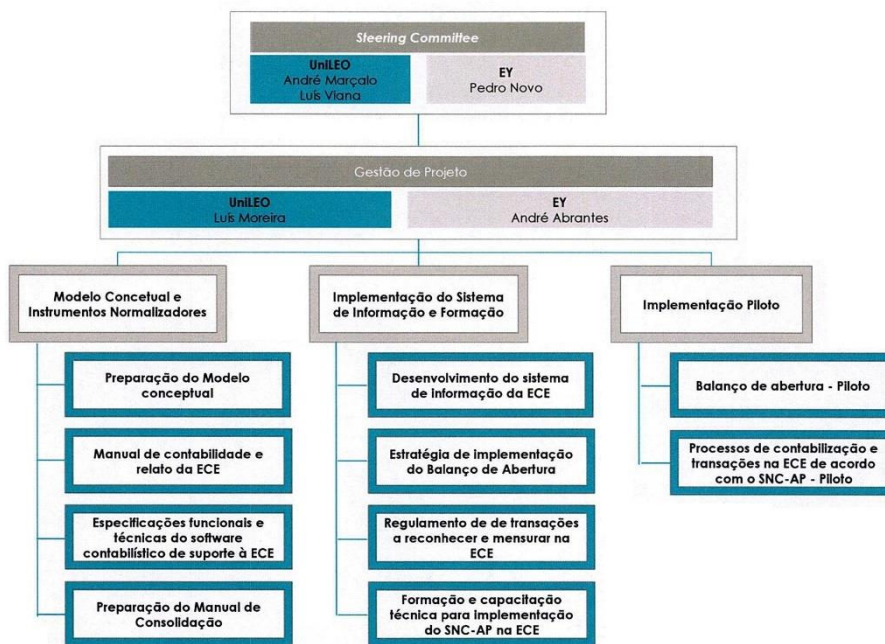 Steering Committee
UniLEO
André Marçalo
Luís Viana
EY
Pedro Novo
Gestão de Projeto
UniLEO
Luís Moreira
EY
André Abrantes
Modelo Concetual e
Instrumentos Normalizadores
Preparação do Modelo
conceptual
Manual de contabilidade e
relato da ECE
Especificações funcionais e
técnicas do software
contabilístico de suporte à ECE
Preparação do Manual de
Consolidação
Implementação do Sistema
de Informação e Formação
Desenvolvimento do sistema
de informação da ECE
Estratégia de implementação
do Balanço de Abertura
Regulamento de de transações
a reconhecer e mensurar na
ECE
Formação e capacitação
técnica para implementação
do SNC-AP na ECE
Implementação Piloto
Balanço de abertura - Piloto
Processos de contabilização e
transações na ECE de acordo
com o SNC-AP - Piloto